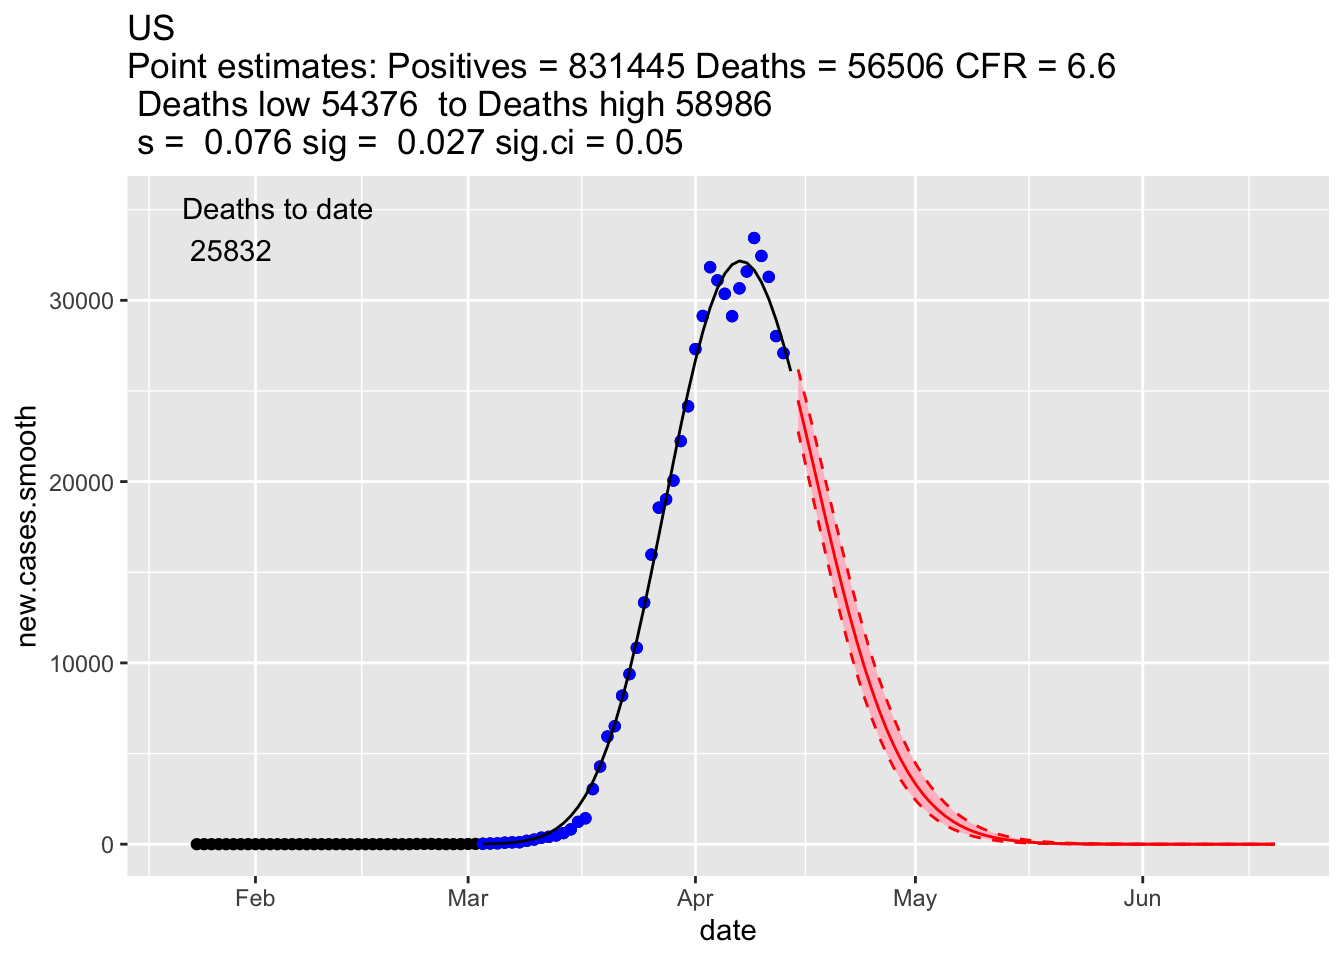 US
Point estimates: Positives = 831445 Deaths = 56506 CFR = 6.6
Deaths low 54376  to Deaths high 58986
s =  0.076 sig =  0.027 sig.ci = 0.05
Deaths to date
25832
30000
20000
10000
0
new.cases.smooth
Feb Mar Apr May Jun
date